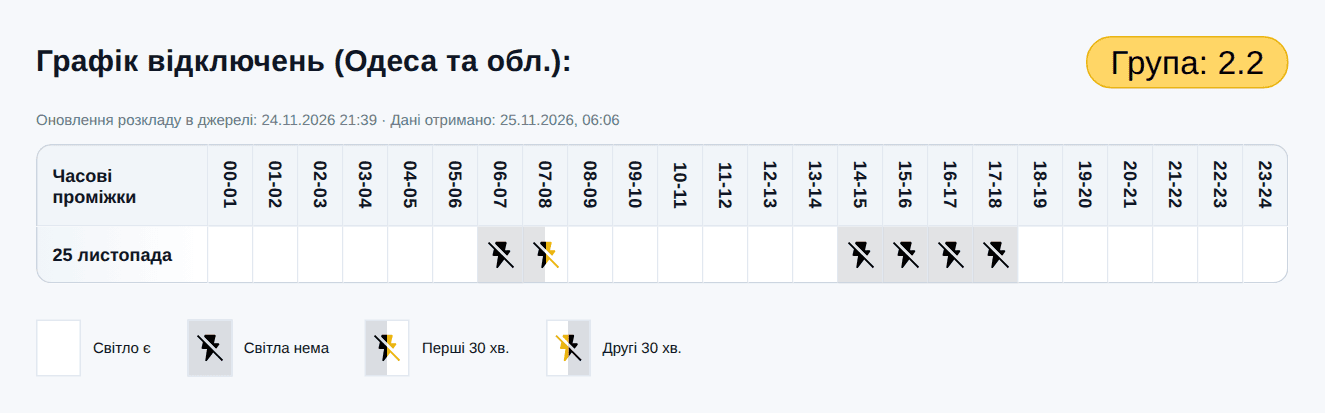 Графік відключень (Одеса та обл.):
Група: 2.2
Оновлення розкладу в джерелі: 24.11.2026 21:39 · Дані отримано: 25.11.2026, 06:06
Часові
проміжки
00-01
01-02
02-03
03-04
04-05
05-06
06-07
07-08
08-09
09-10
10-11
11-12
12-13
13-14
14-15
15-16
16-17
17-18
18-19
19-20
20-21
21-22
22-23
23-24
25 листопада
Світло є
Світла нема
Перші 30 хв.
Другі 30 хв.